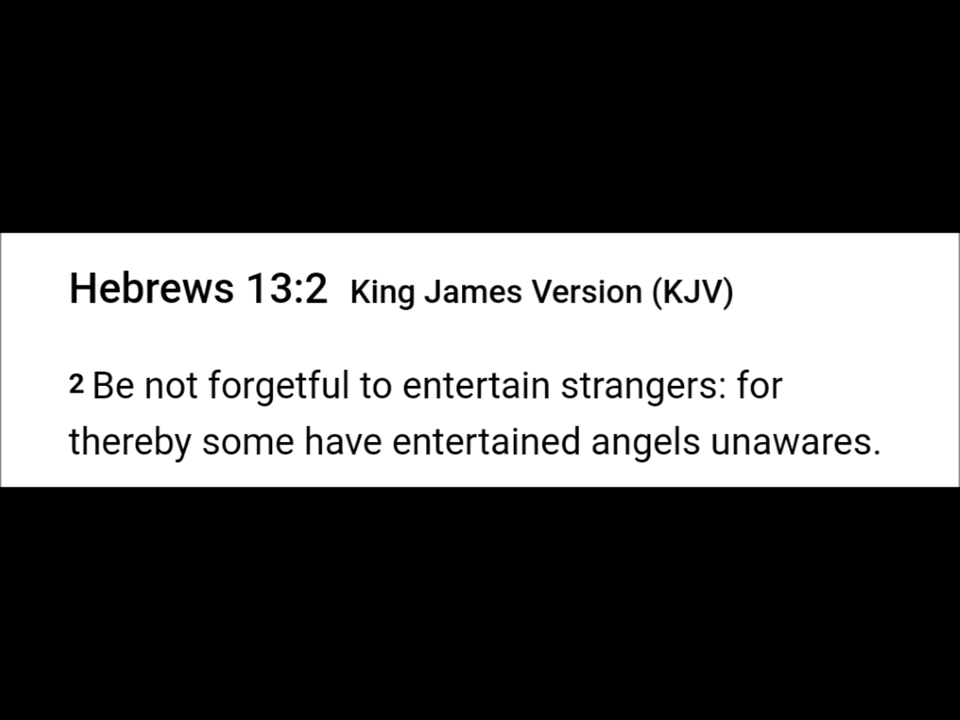 Hebrews 13:2 King James Version (KJV)
2 Be not forgetful to entertain strangers: for
thereby some have entertained angels unawares.